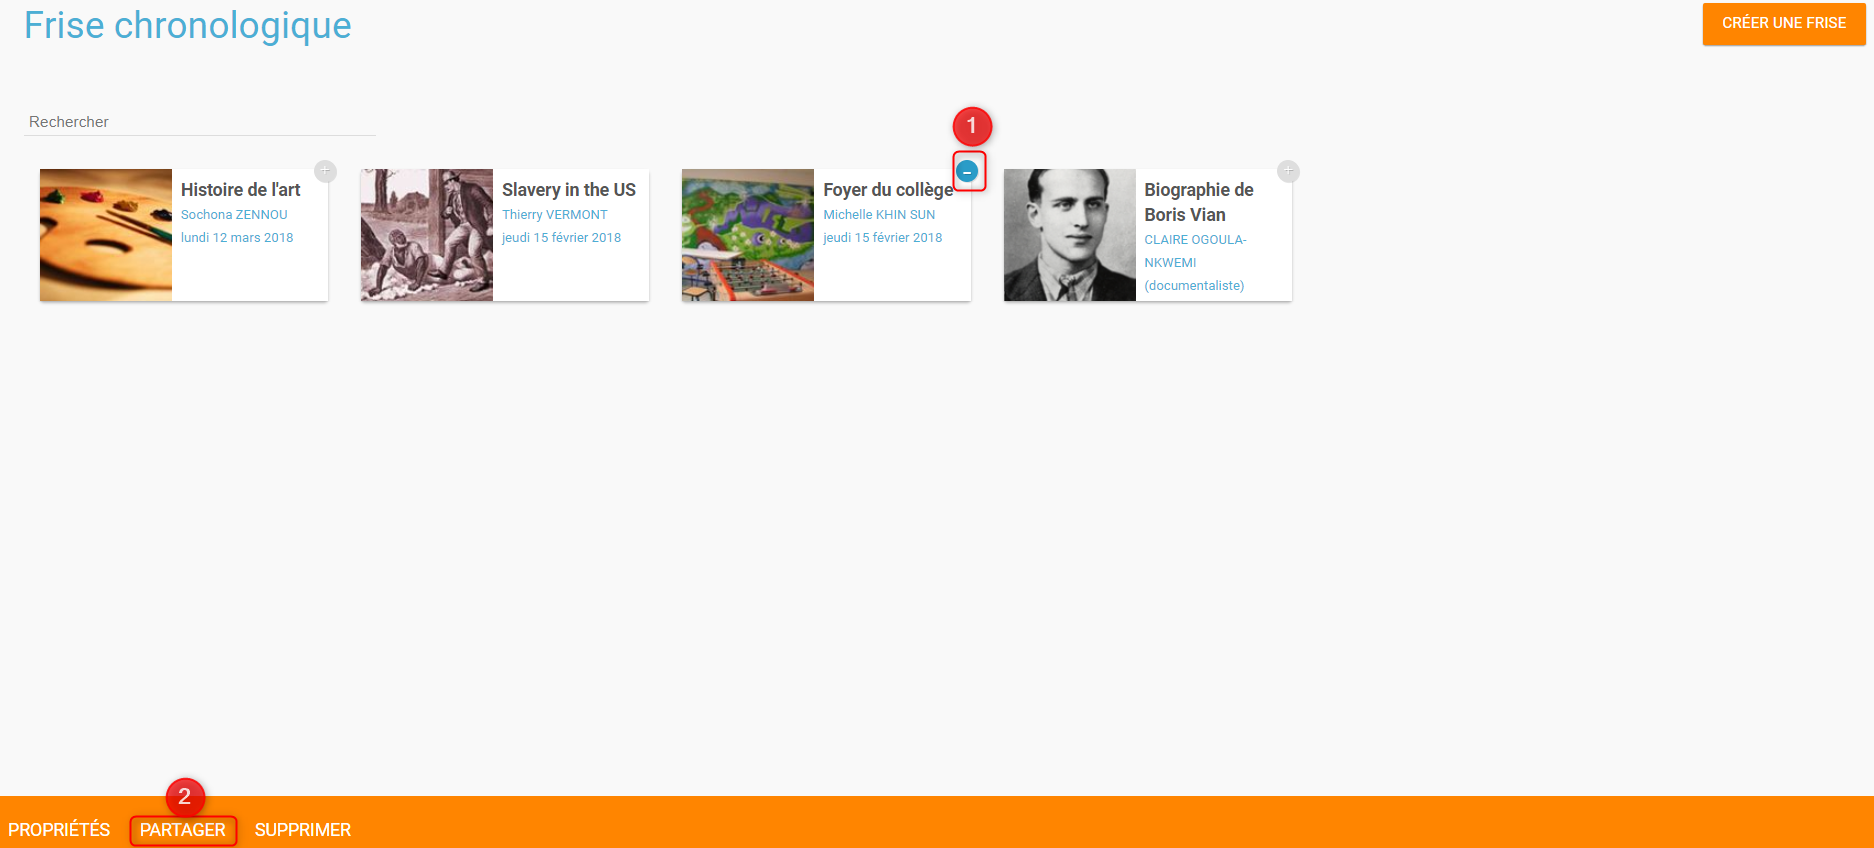 Frise chronologique
CRÉER UNE FRISE
Rechercher
1
Histoire de l'art
Sochona ZENNOU
lundi 12 mars 2018
Slavery in the US
Thierry VERMONT
jeudi 15 février 2018
Foyer du collège
Michelle KHIN SUN
jeudi 15 février 2018
Biographie de
Boris Vian
CLAIRE OGOULA-
NKWEMI
(documentaliste)
2
PROPRIÉTÉS PARTAGER SUPPRIMER